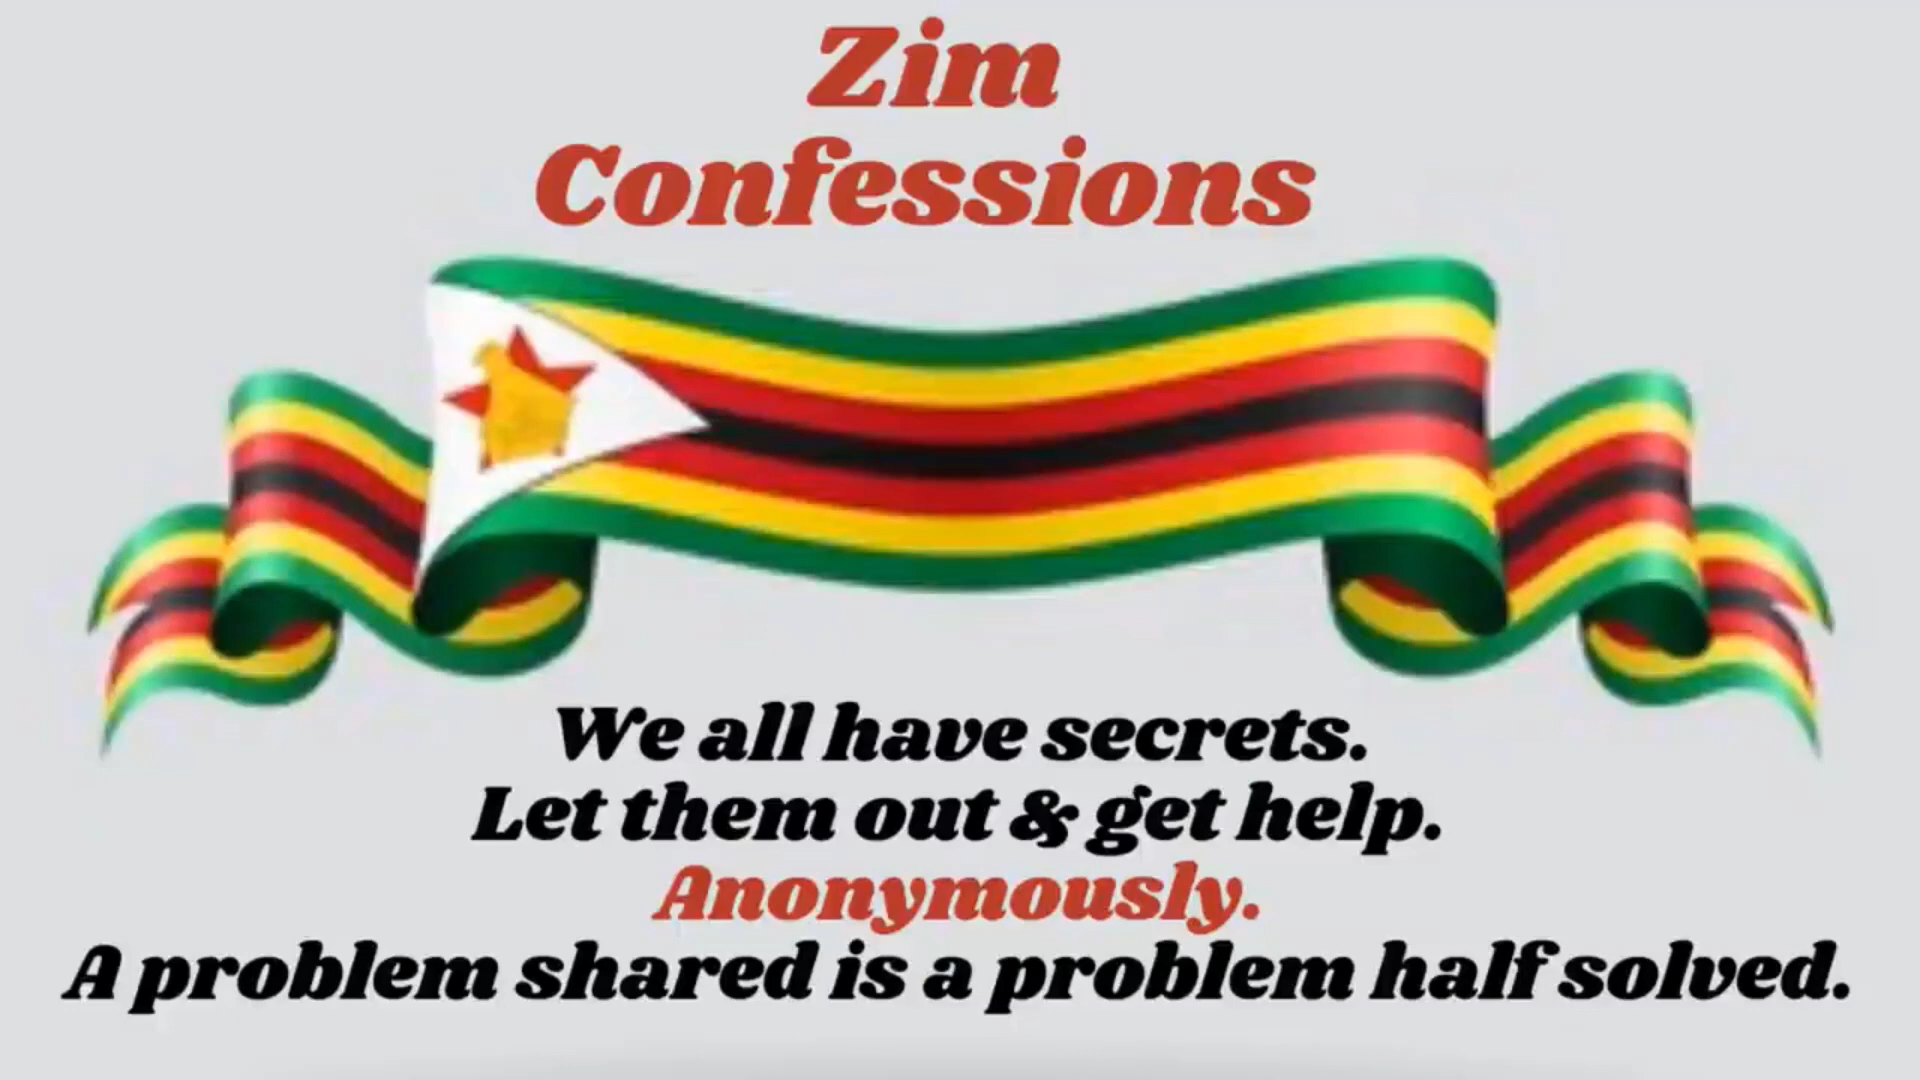 Zim
Confessions
We all have secrets.
Let them out & get help.
Anonymously.
A problem shared is a problem half solved.